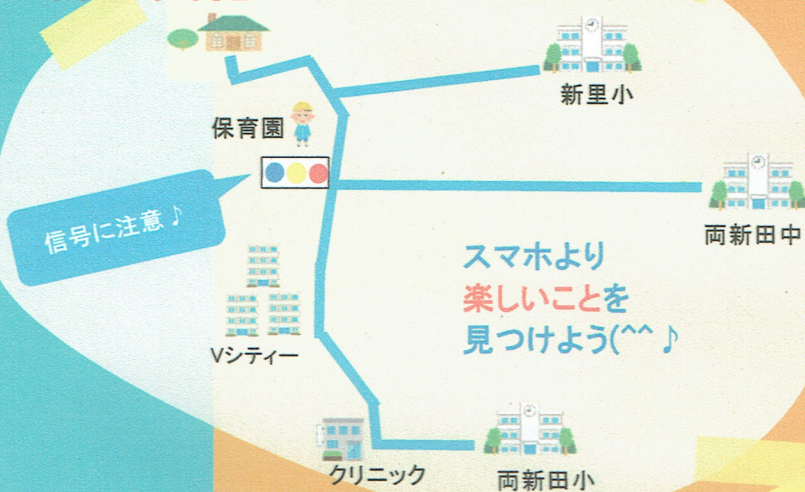 新里小
保育園
信号に注意♪
両新田中
スマホより
楽しいことを
見つけよう(^^♪
Vシティー
クリニック
両新田小